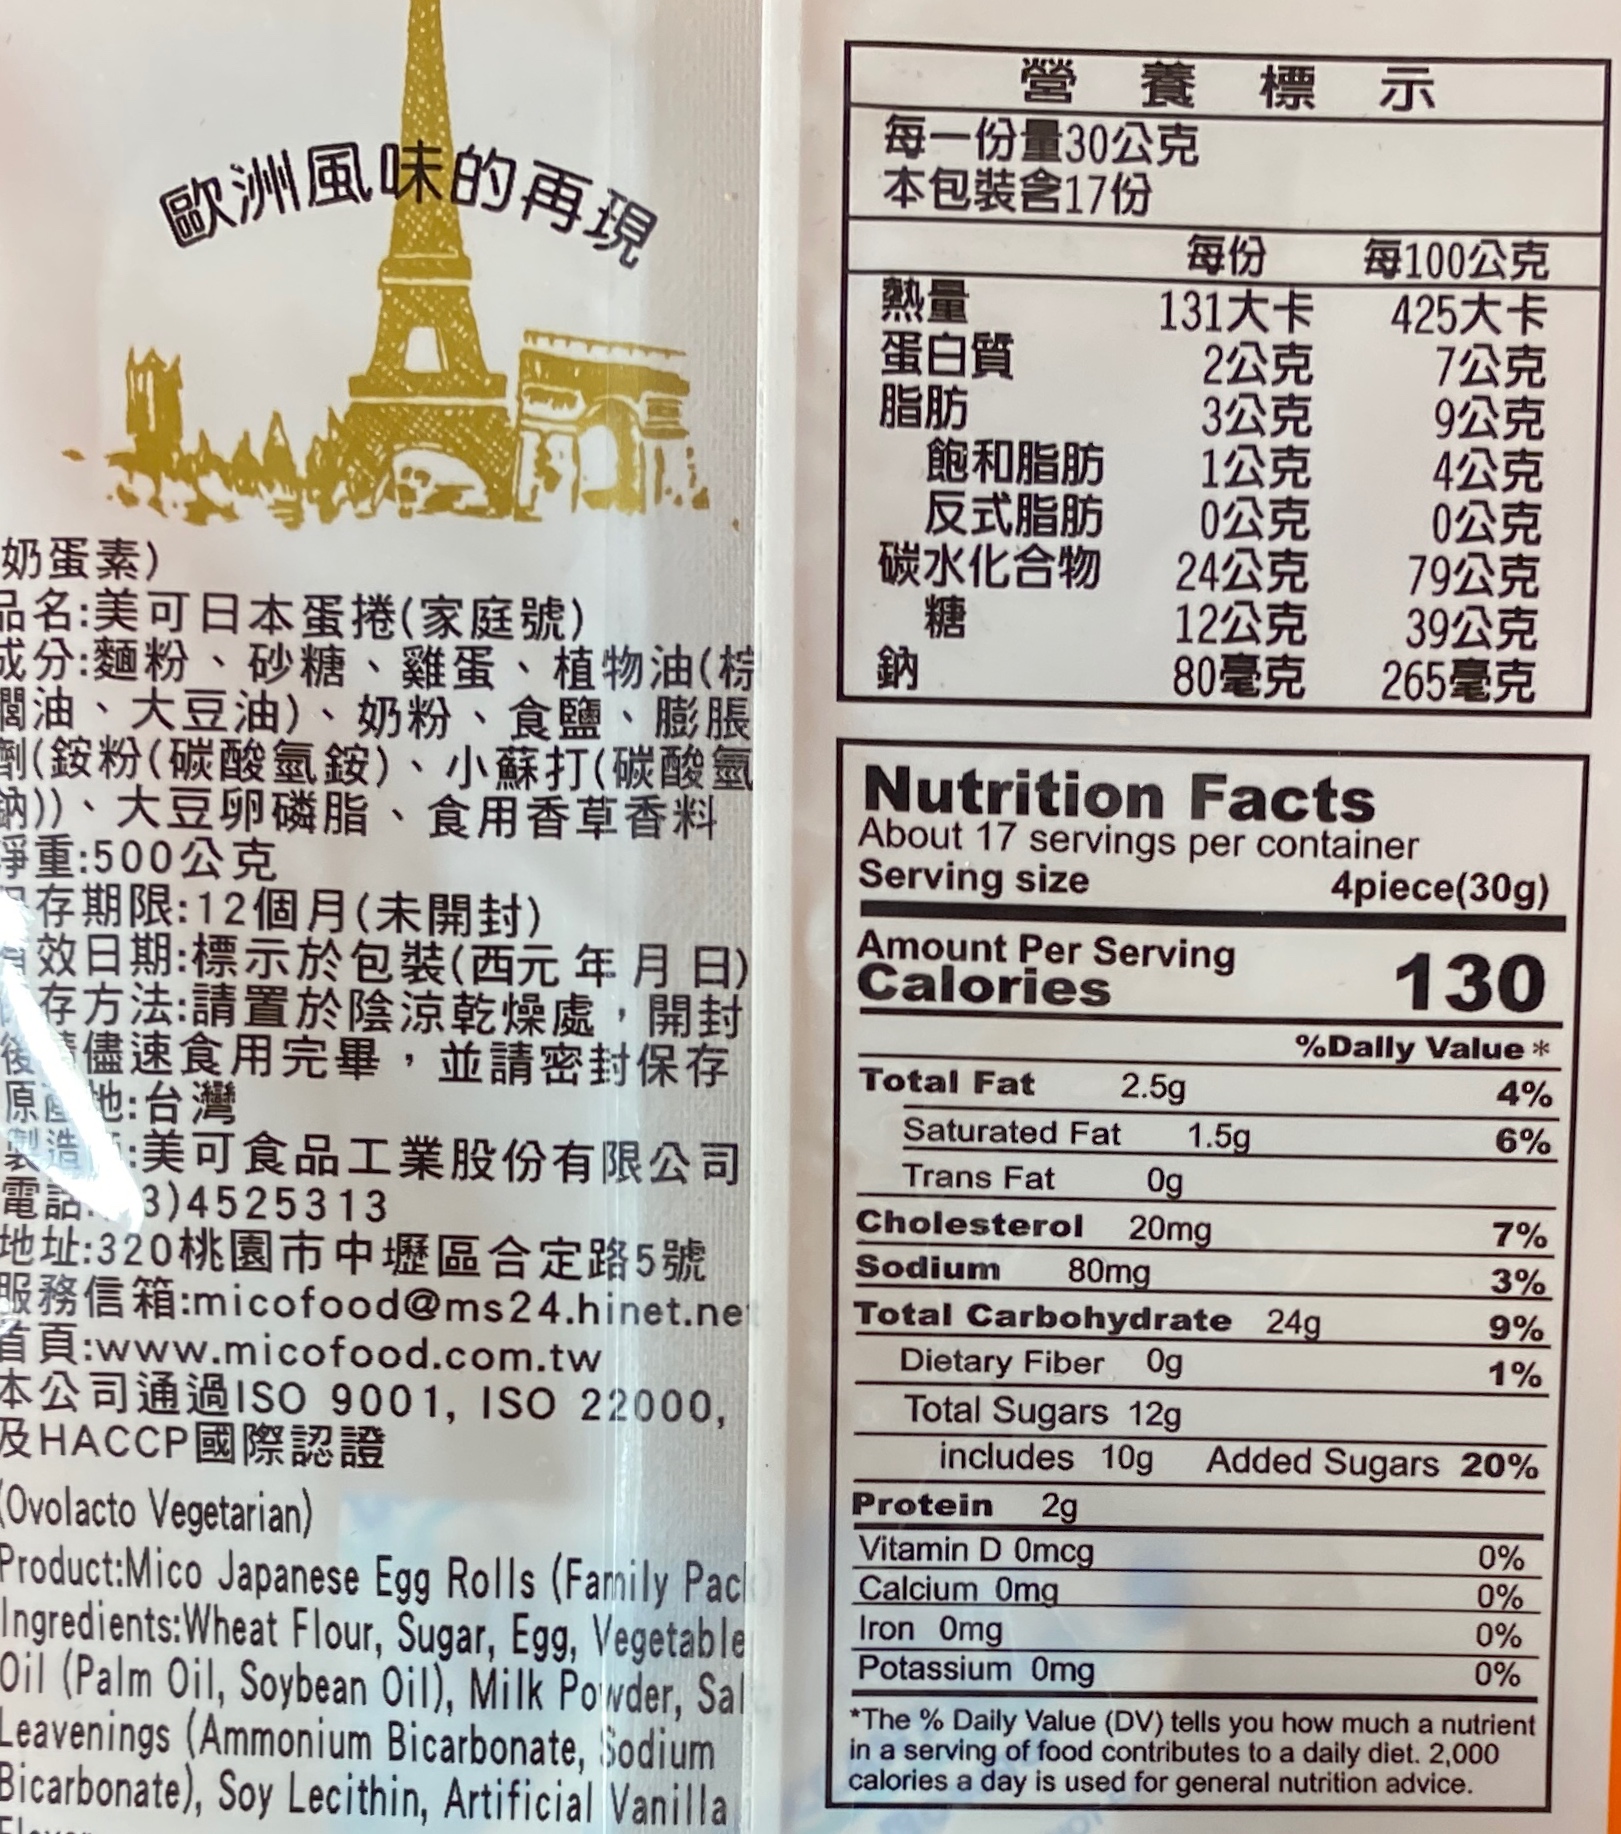 歐洲風味的再現
奶蛋素)
品名:美可日本蛋捲(家庭號)
成分:麵粉、砂糖、雞蛋、植物油(棕
櫚油、大豆油)、奶粉、食鹽、膨脹
劑(銨粉(碳酸氫銨)、小蘇打(碳酸氫
鈉))、大豆卵磷脂、食用香草香料
淨重:500公克
存期限:12個月(未開封)
效日期:標示於包裝(西元 年 月 日)
存方法:請置於陰涼乾燥處,開封
後 儘速食用完畢,並請密封保存
原產地:台灣
製造 :美可食品工業股份有限公司
電話: 3)4525313
地址:320桃園市中壢區合定路5號
服務信箱:micofood@ms24.hinet.net
首頁:www.micofood.com.tw
本公司通過ISO 9001, ISO 22000,
及HACCP國際認證
(Ovolacto Vegetarian)
Product:Mico Japanese Egg Rolls (Family Pack
Ingredients:Wheat Flour, Sugar, Egg, Vegetable
Oil (Palm Oil, Soybean Oil), Milk Powder, Sal
Leavenings (Ammonium Bicarbonate, Sodium
Bicarbonate), Soy Lecithin, Artificial Vanilla
營養標示
每一份量30公克
本包裝含17份
每份 每100公克
熱量 131大卡 425大卡
蛋白質 2公克 7公克
脂肪 3公克 9公克
飽和脂肪 1公克 4公克
反式脂肪 0公克 0公克
碳水化合物 24公克 79公克
糖 12公克 39公克
鈉 80毫克 265毫克
Nutrition Facts
About 17 servings per container
Serving size 4piece(30g)
Amount Per Serving
Calories 130
%Dally Value *
Total Fat 2.5g 4%
Saturated Fat 1.5g 6%
Trans Fat 0g
Cholesterol 20mg 7%
Sodium 80mg 3%
Total Carbohydrate 24g 9%
Dietary Fiber 0g 1%
Total Sugars 12g
includes 10g Added Sugars 20%
Protein 2g
Vitamin D 0mcg 0%
Calcium 0mg 0%
Iron 0mg 0%
Potassium 0mg 0%
*The % Daily Value (DV) tells you how much a nutrient
in a serving of food contributes to a daily diet. 2,000
calories a day is used for general nutrition advice.